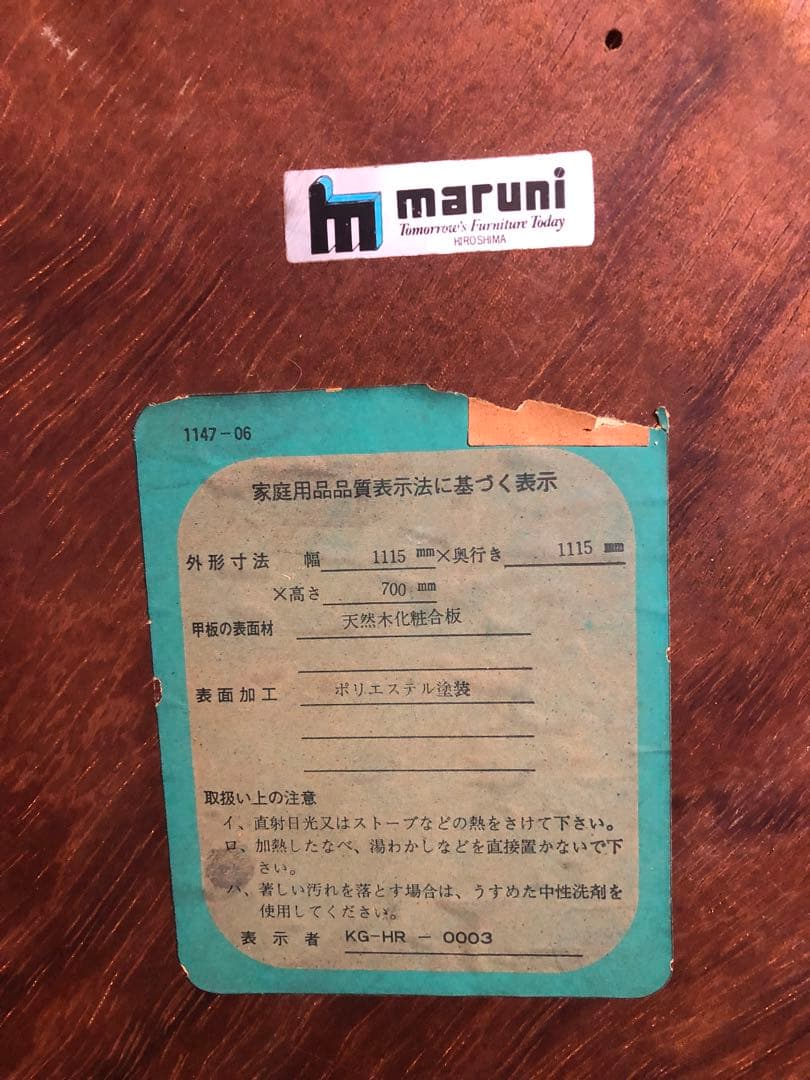 maruni
Tomorrow's Furniture Today
HIROSHIMA
1147-06
家庭用品品質表示法に基づく表示
外形寸法 幅 1115 mm×奥行き 1115 mm
×高さ 700 mm
甲板の表面材 天然木化粧合板
表面加工 ポリエステル塗装
取扱い上の注意
イ、直射日光又はストーブなどの熱をさけて下さい。
ロ、加熱したなべ、湯わかしなどを直接置かないで下
さい。
ハ、著しい汚れを落とす場合は、うすめた中性洗剤を
使用してください。
表示者 KG-HR-0003